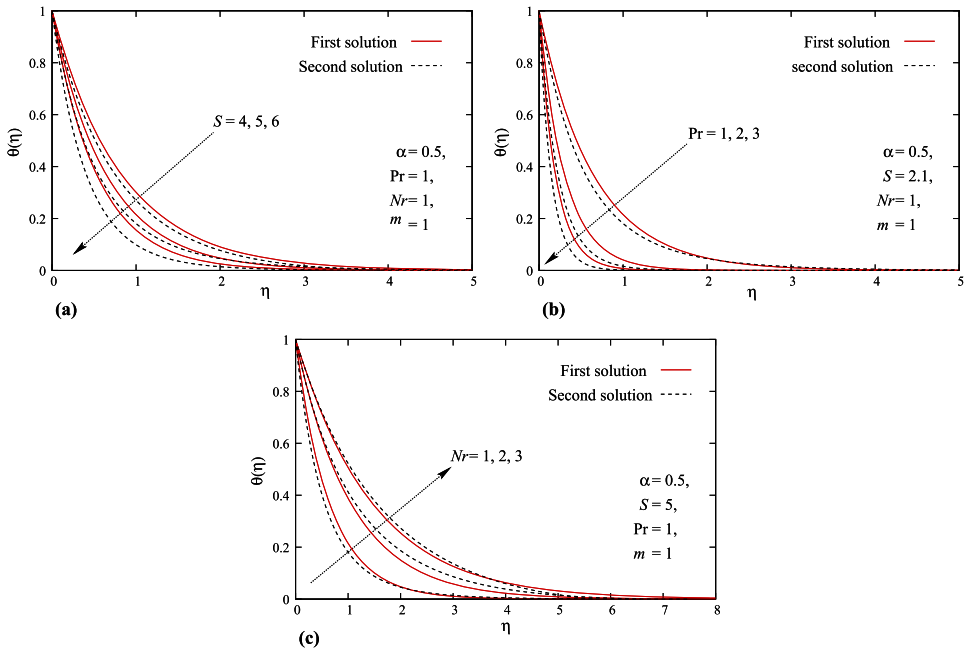 1
0.8
0.6
0.4
0.2
0
θ(η)
First solution
Second solution
S = 4, 5, 6
α = 0.5,
Pr = 1,
Nr = 1,
m = 1
0 1 2 3 4 5
η
(a)
1
0.8
0.6
0.4
0.2
0
θ(η)
First solution
second solution
Pr = 1, 2, 3
α = 0.5,
S = 2.1,
Nr = 1,
m = 1
0 1 2 3 4 5
η
(b)
1
0.8
0.6
0.4
0.2
0
θ(η)
First solution
Second solution
Nr = 1, 2, 3
α = 0.5,
S = 5,
Pr = 1,
m = 1
0 1 2 3 4 5 6 7 8
η
(c)